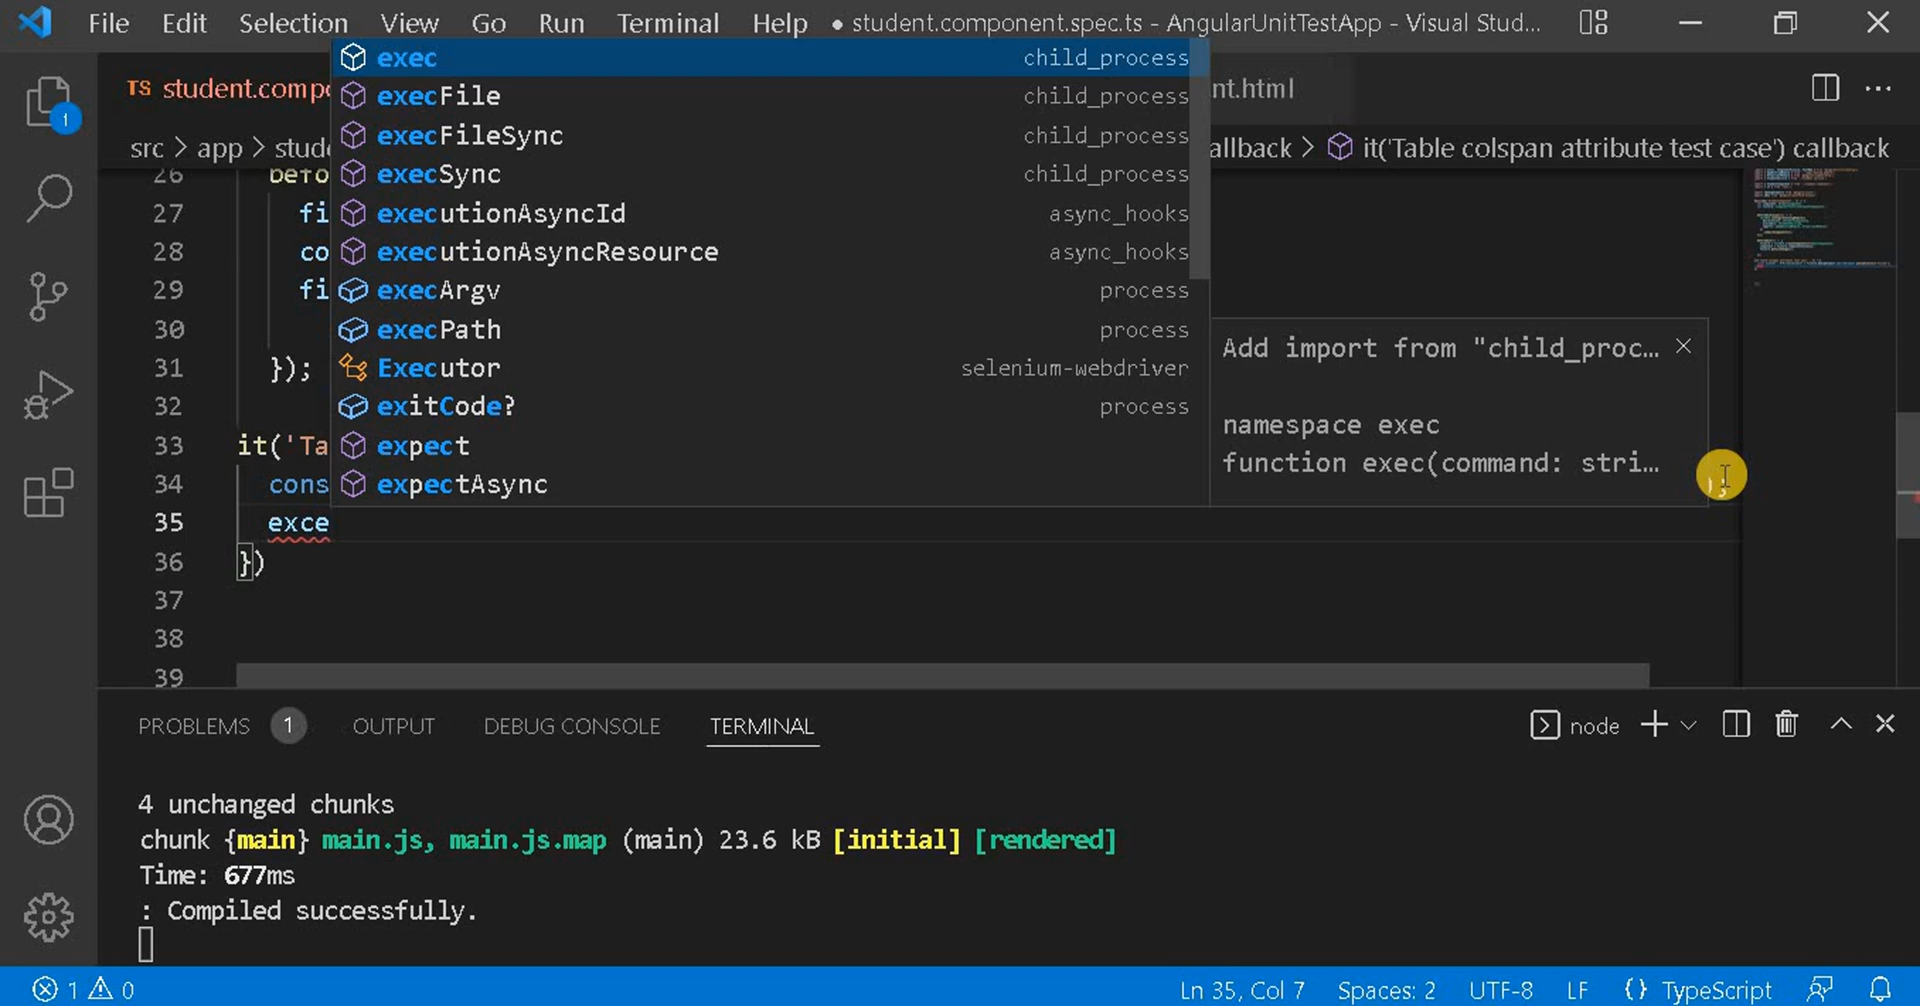 File Edit Selection View Go Run Terminal Help ● student.component.spec.ts - AngularUnitTestApp - Visual Stud...
TS student.compo nt.html ...
src > app > stude allback > it('Table colspan attribute test case') callback
exec child_process
execFile child_process
execFileSync child_process
execSync child_process
executionAsyncId async_hooks
executionAsyncResource async_hooks
execArgv process
execPath process
Executor selenium-webdriver
exitCode? process
expect
expectAsync
Add import from "child_proc...
namespace exec
function exec(command: stri...
26 befo
27 fi
28 co
29 fi
30
31 });
32
33 it('Ta
34 cons );
35 exce
36 })
37
38
39
PROBLEMS 1 OUTPUT DEBUG CONSOLE TERMINAL node
4 unchanged chunks
chunk {main} main.js, main.js.map (main) 23.6 kB [initial] [rendered]
Time: 677ms
: Compiled successfully.
1 0 Ln 35, Col 7 Spaces: 2 UTF-8 LF {} TypeScript
1